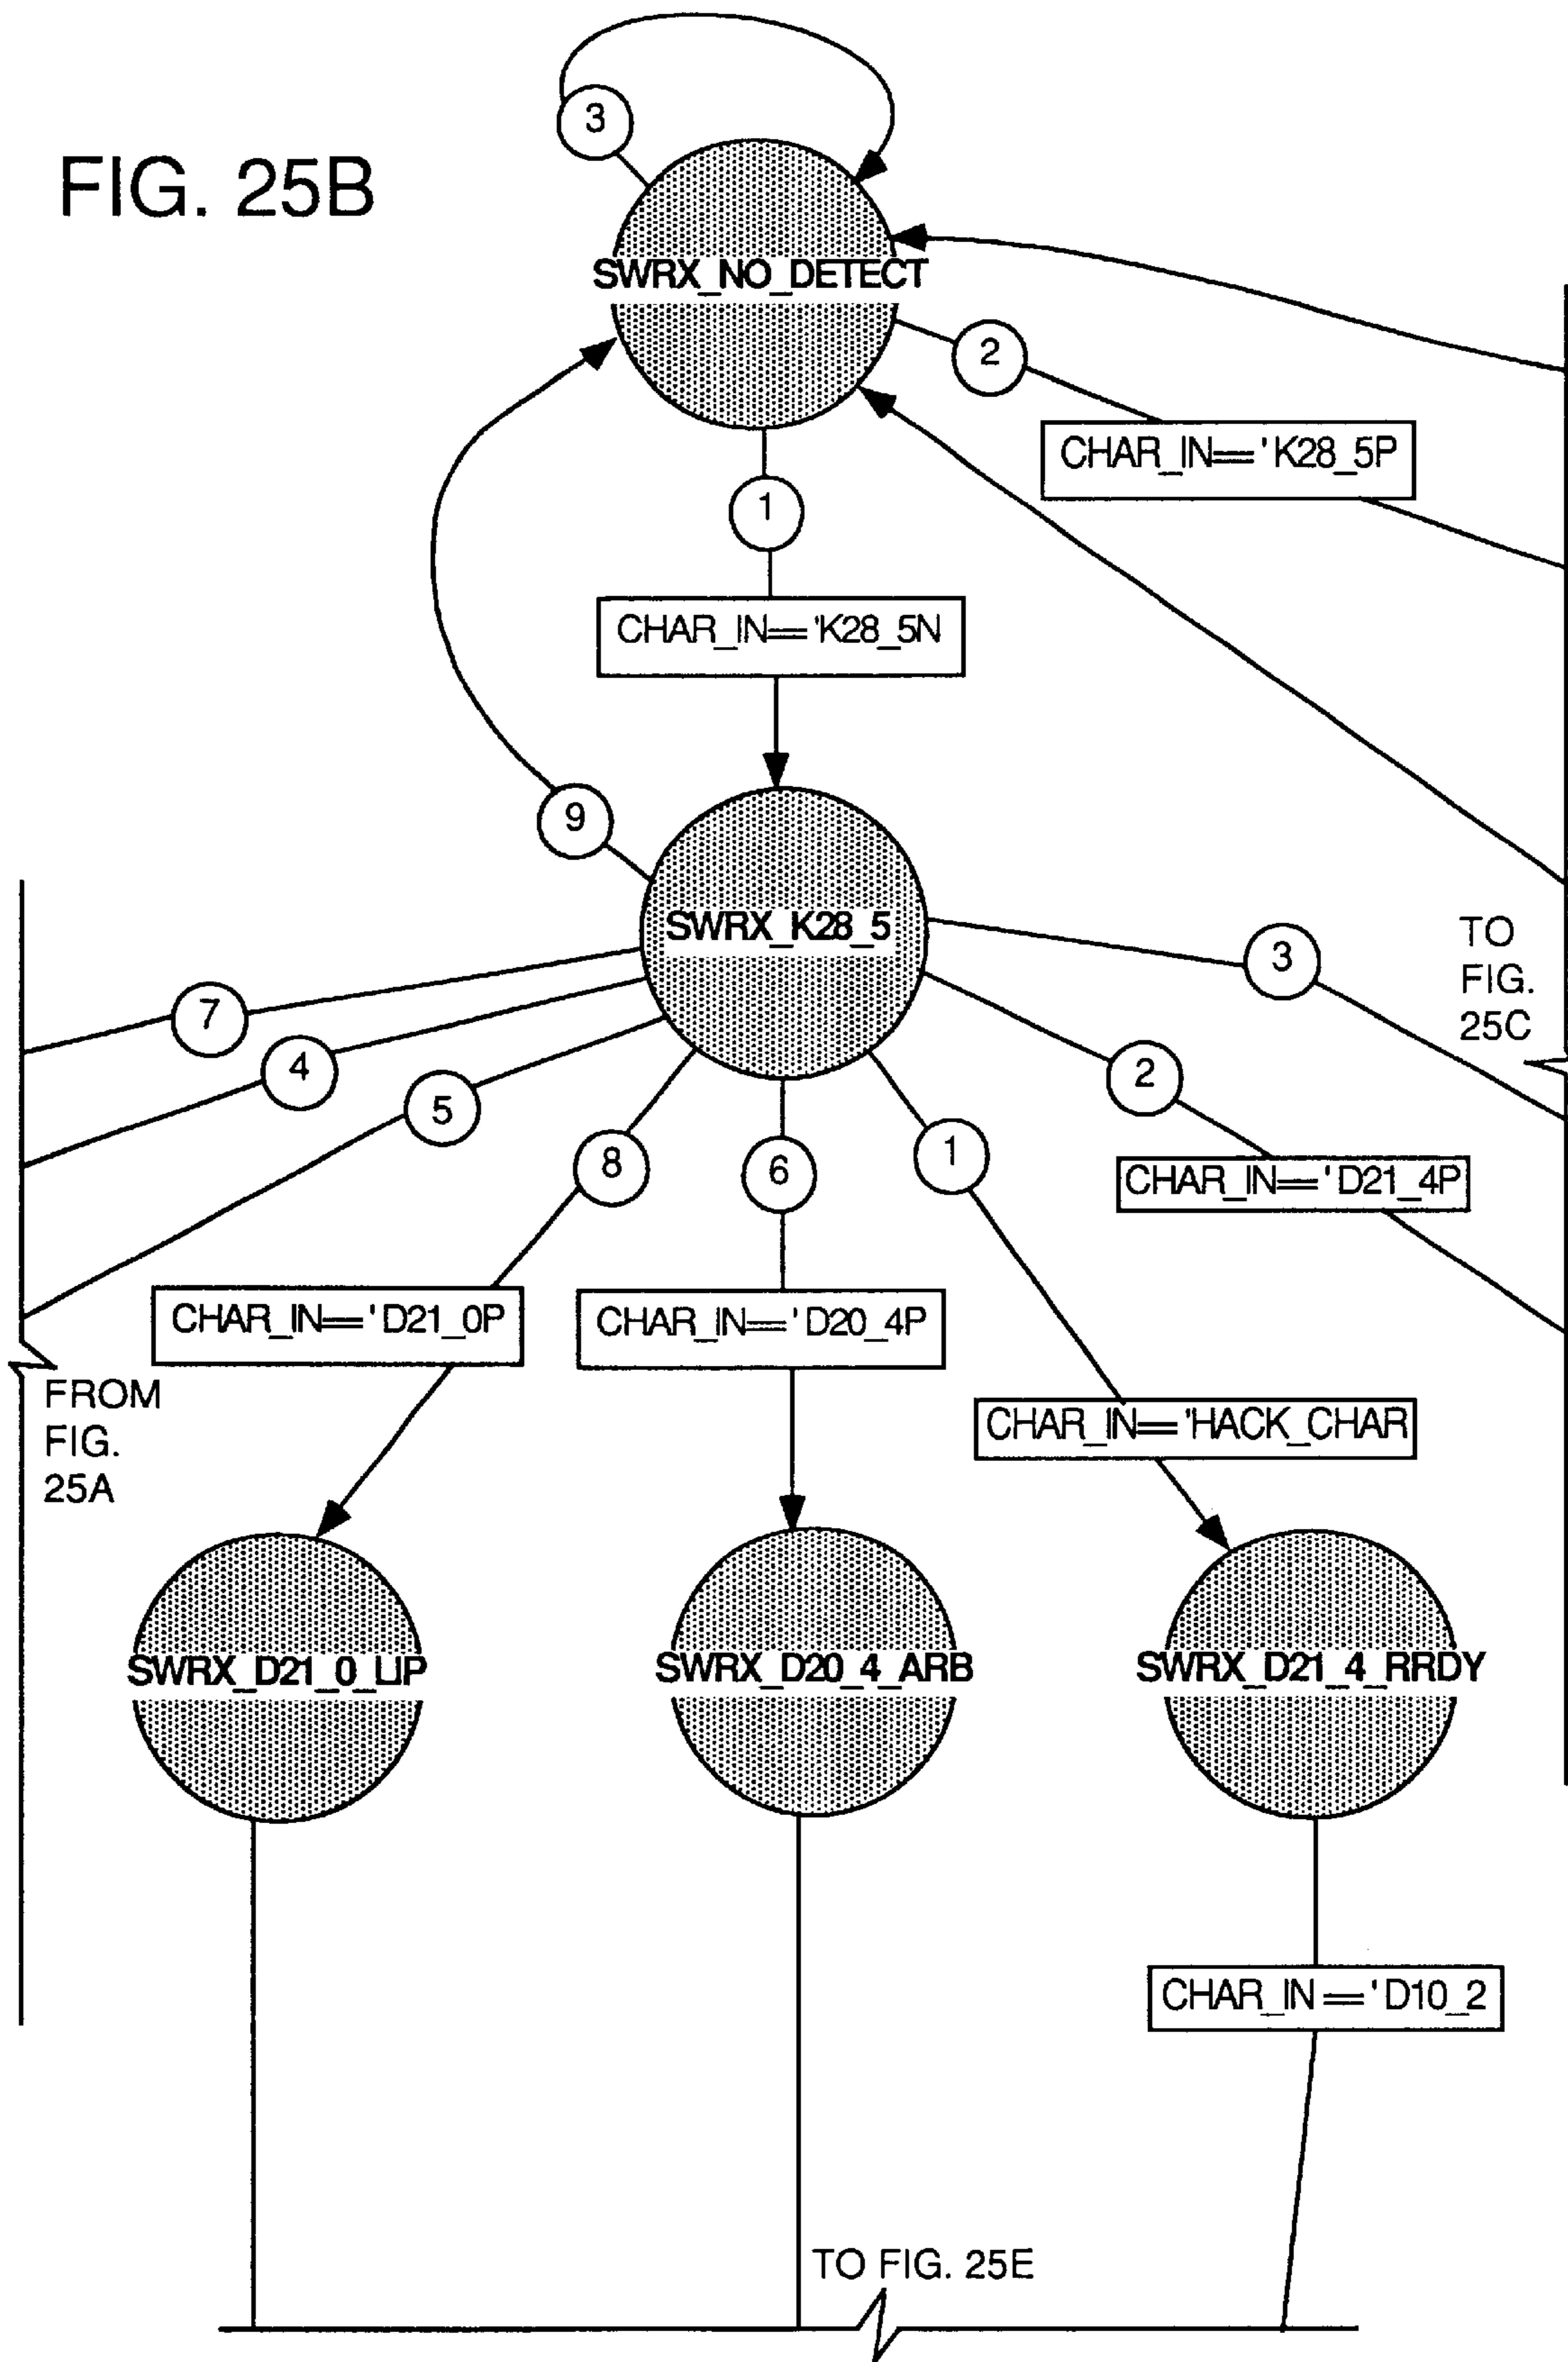 3
FIG. 25B
SWRX_NO_DETECT
2
CHAR_IN=='K28_5P
1
CHAR_IN=='K28_5N
9
SWRX_K28_5
3
TO
FIG.
25C
7
4
5
8
6
1
2
CHAR_IN=='D21_4P
CHAR_IN=='D21_0P
CHAR_IN=='D20_4P
CHAR_IN=='HACK_CHAR
FROM
FIG.
25A
SWRX_D21_0_LIP
SWRX_D20_4_ARB
SWRX_D21_4_RRDY
CHAR_IN=='D10_2
TO FIG. 25E